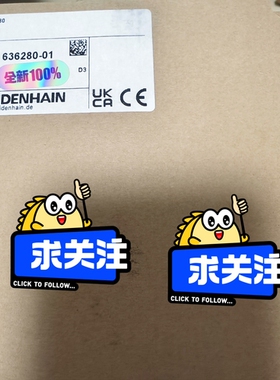 636280-01
全新100%
D3
DENHAIN
denhain.de
UK
CA CE
求关注
CLICK TO FOLLOW...
求关注
CLICK TO FOLLOW...